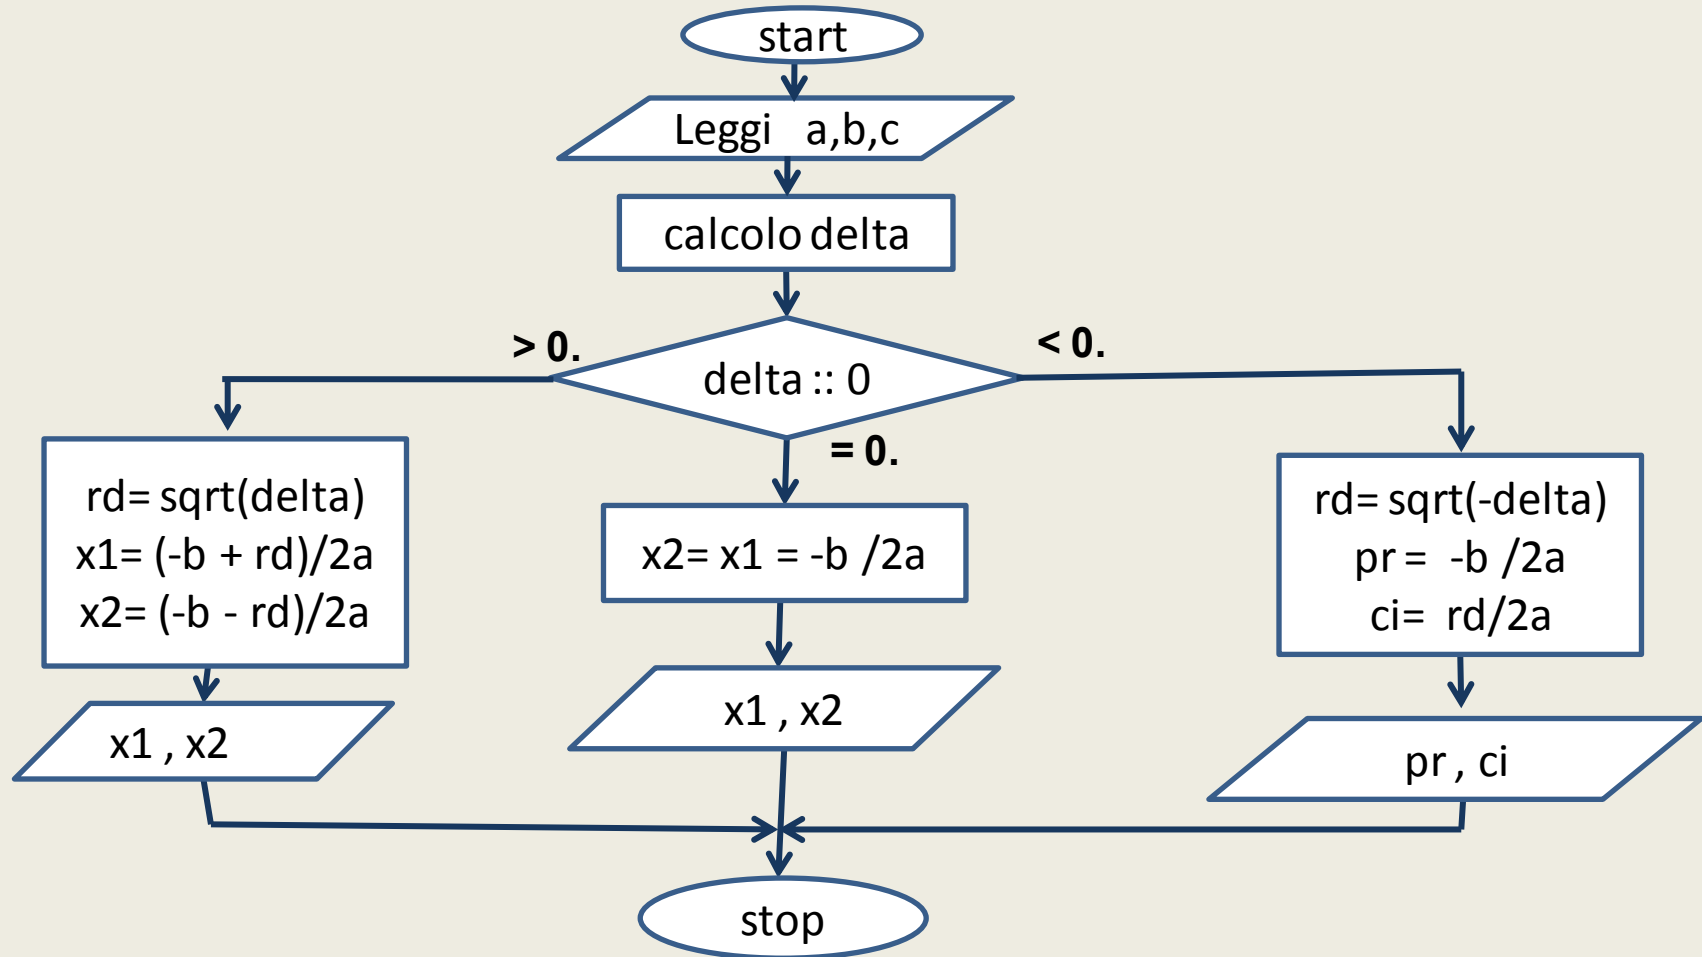 start
Leggi a,b,c
calcolo delta
> 0.
< 0.
delta :: 0
= 0.
rd= sqrt(delta)
x1= (-b + rd)/2a
x2= (-b - rd)/2a
x2= x1 = -b /2a
rd= sqrt(-delta)
pr = -b /2a
ci= rd/2a
x1 , x2
x1 , x2
pr , ci
stop